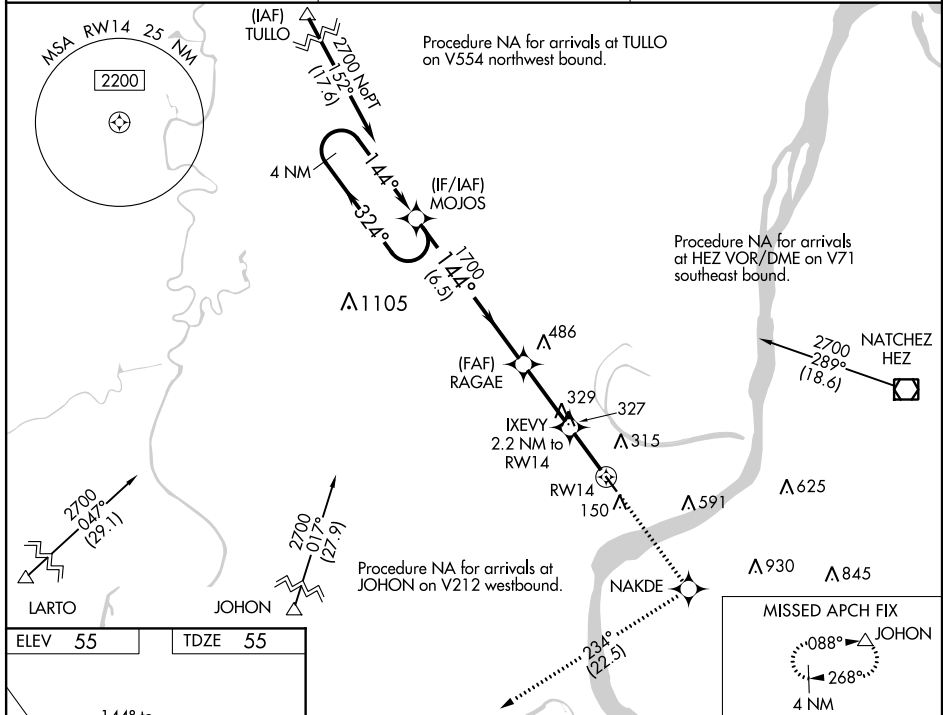 MSA RW14 25 NM
2200
(IAF)
TULLO
2700 NoPT
152°
(17.6)
Procedure NA for arrivals at TULLO
on V554 northwest bound.
4 NM
144°
324°
(IF/IAF)
MOJOS
1700
144°
(6.5)
Procedure NA for arrivals
at HEZ VOR/DME on V71
southeast bound.
1105
486
(FAF)
RAGAE
2700
289°
(18.6)
NATCHEZ
HEZ
329
327
IXEVY
2.2 NM to
RW14
315
RW14
150
591
625
2700
047°
(29.1)
LARTO
2700
017°
(27.9)
JOHON
Procedure NA for arrivals at
JOHON on V212 westbound.
NAKDE
930
845
234°
(22.5)
MISSED APCH FIX
JOHON
088°
268°
4 NM
ELEV 55
TDZE 55